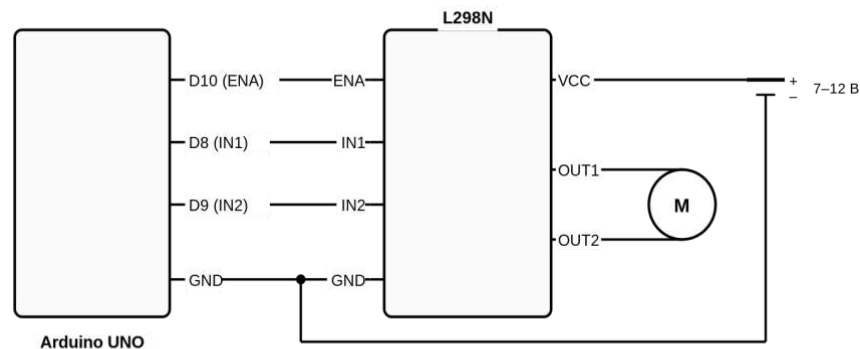 L298N
D10 (ENA)
ENA
VCC
+
–
7–12 В
D8 (IN1)
IN1
OUT1
M
D9 (IN2)
IN2
OUT2
GND
GND
Arduino UNO